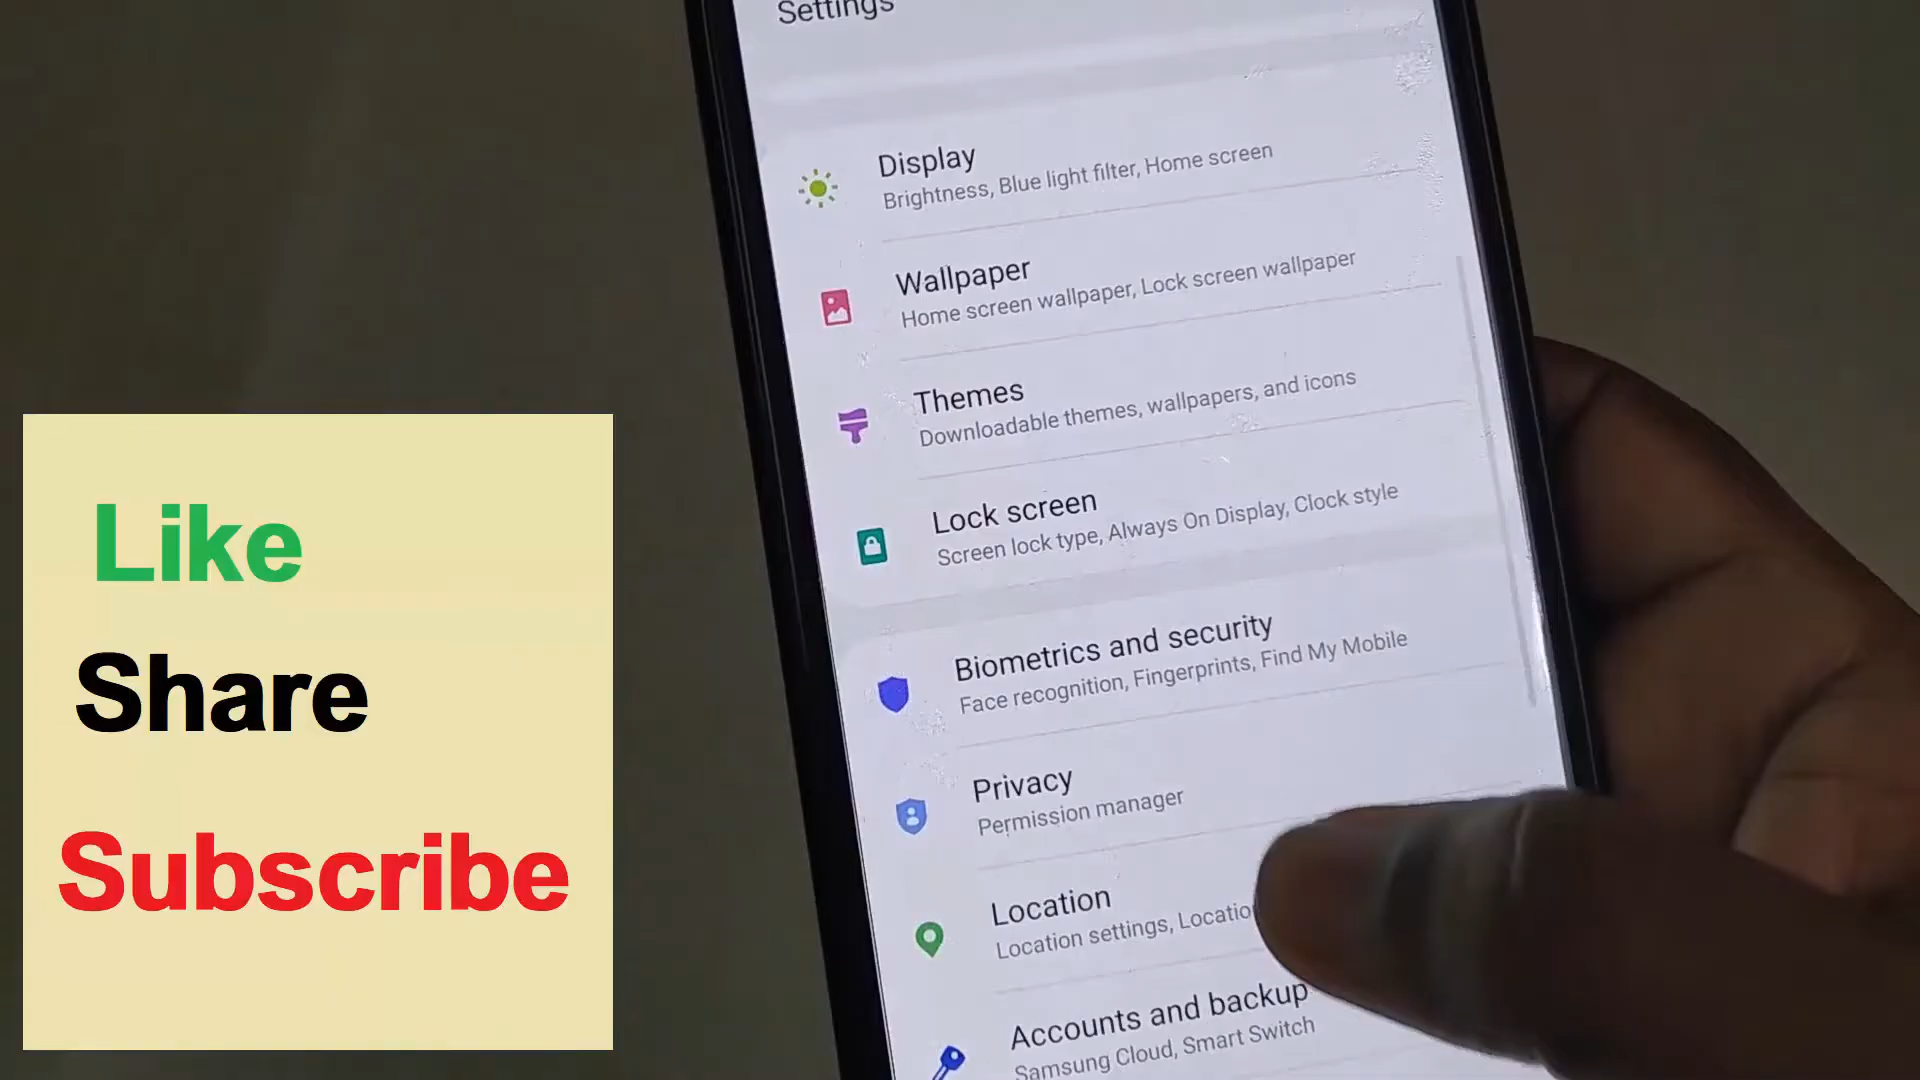 Settings
Display
Brightness, Blue light filter, Home screen
Wallpaper
Home screen wallpaper, Lock screen wallpaper
Themes
Downloadable themes, wallpapers, and icons
Lock screen
Screen lock type, Always On Display, Clock style
Biometrics and security
Face recognition, Fingerprints, Find My Mobile
Privacy
Permission manager
Location
Location settings,
Accounts and backup
Samsung Cloud, Smart Switch
Like
Share
Subscribe